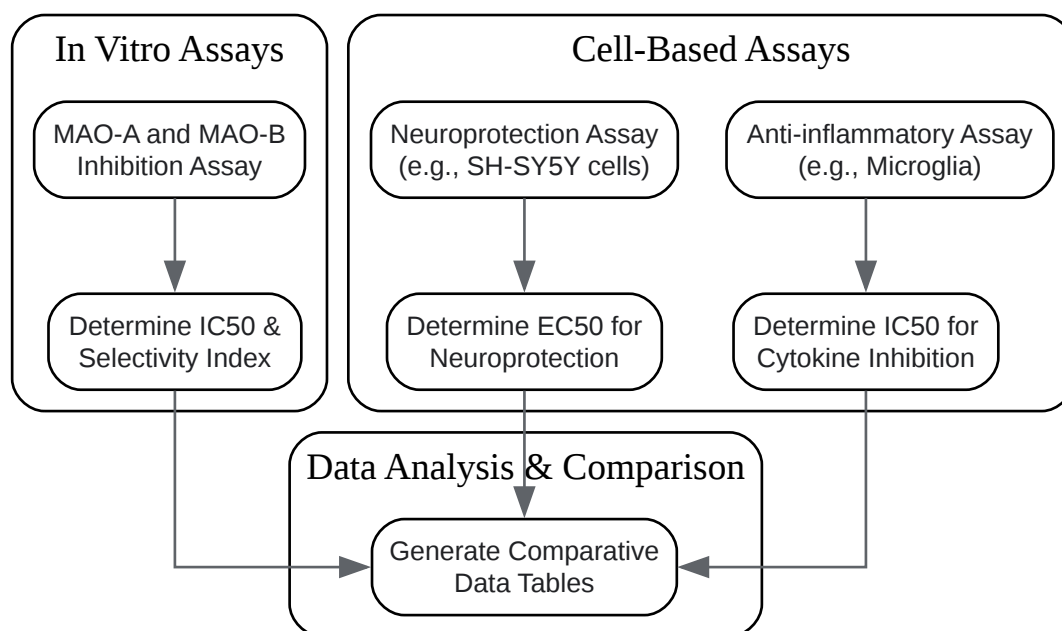 In Vitro Assays
MAO-A and MAO-B
Inhibition Assay
Determine IC50 &
Selectivity Index
Cell-Based Assays
Neuroprotection Assay
(e.g., SH-SY5Y cells)
Determine EC50 for
Neuroprotection
Anti-inflammatory Assay
(e.g., Microglia)
Determine IC50 for
Cytokine Inhibition
Data Analysis & Comparison
Generate Comparative
Data Tables